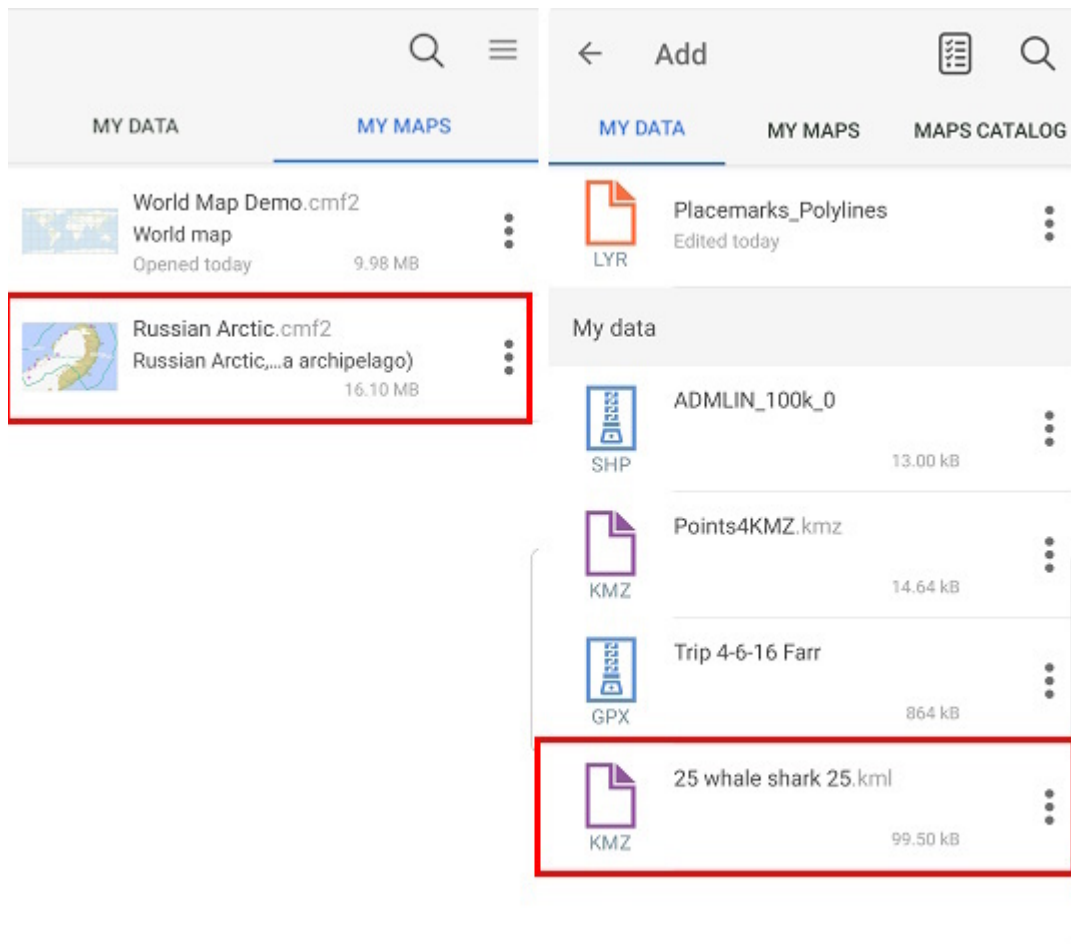 MY DATA
MY MAPS
World Map Demo.cmf2
World map
Opened today
9.98 MB
Russian Arctic.cmf2
Russian Arctic,...a archipelago)
16.10 MB
Add
MY DATA
MY MAPS
MAPS CATALOG
Placemarks_Polylines
Edited today
LYR
My data
ADMLIN_100k_0
SHP
13.00 kB
Points4KMZ.kmz
KMZ
14.64 kB
Trip 4-6-16 Farr
GPX
864 kB
25 whale shark 25.kml
KMZ
99.50 kB